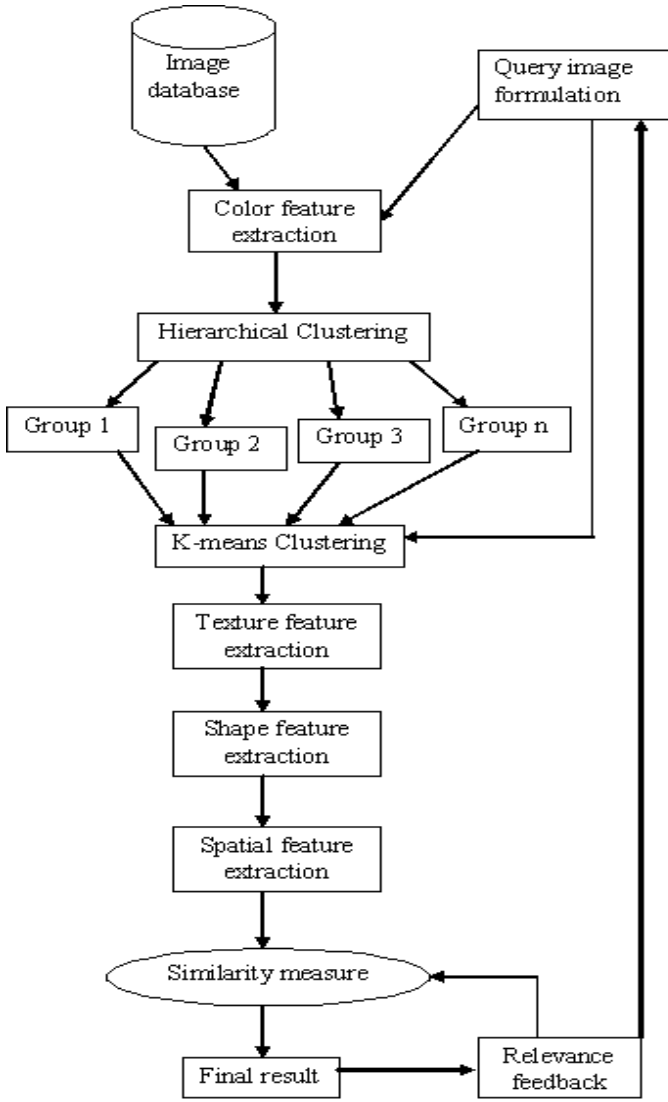 Image
database
Query image
formulation
Color feature
extraction
Hierarchical Clustering
Group 1
Group 2
Group 3
Group n
K-means Clustering
Texture feature
extraction
Shape feature
extraction
Spatial feature
extraction
Similarity measure
Final result
Relevance
feedback